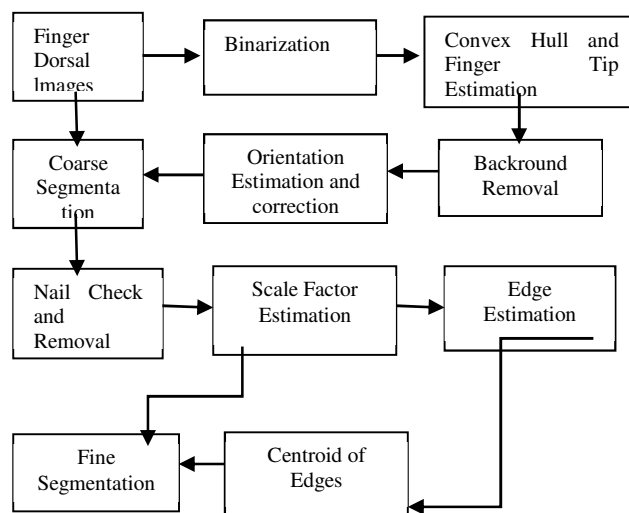 Finger
Dorsal
Images
Binarization
Convex Hull and
Finger Tip
Estimation
Coarse
Segmenta
tion
Orientation
Estimation and
correction
Backround
Removal
Nail Check
and
Removal
Scale Factor
Estimation
Edge
Estimation
Fine
Segmentation
Centroid of
Edges